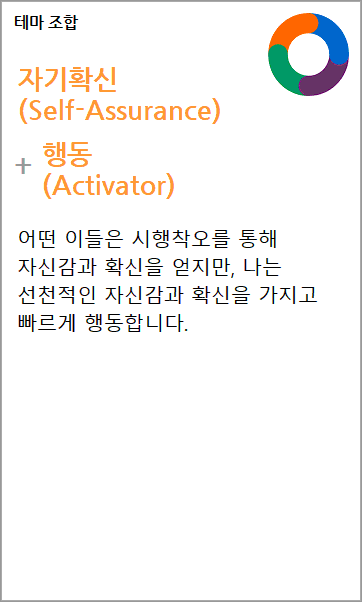 테마 조합
자기확신
(Self-Assurance)
+ 행동
(Activator)
어떤 이들은 시행착오를 통해
자신감과 확신을 얻지만, 나는
선천적인 자신감과 확신을 가지고
빠르게 행동합니다.